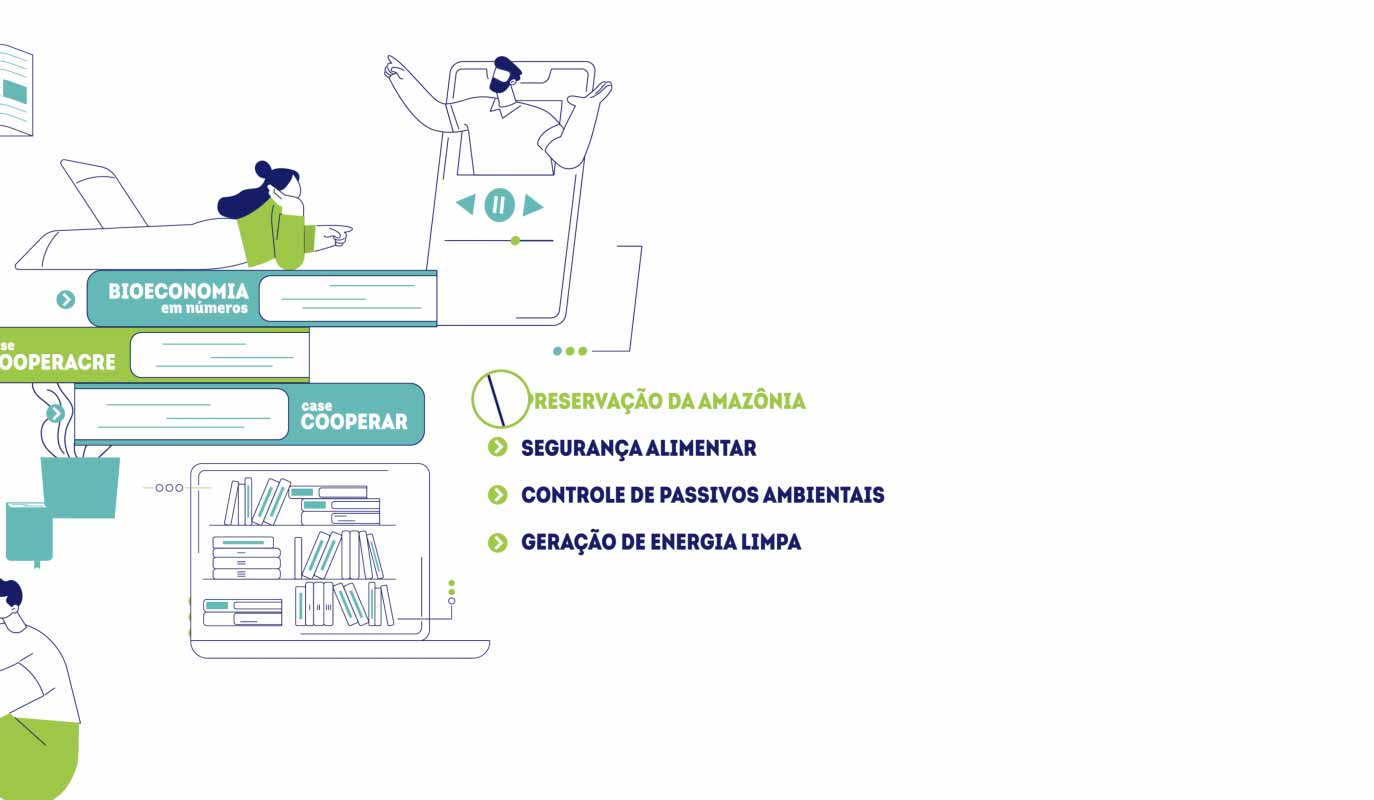 BIOECONOMIA
em números
se
OOPERACRE
case
COOPERAR
PRESERVAÇÃO DA AMAZÔNIA
SEGURANÇA ALIMENTAR
CONTROLE DE PASSIVOS AMBIENTAIS
GERAÇÃO DE ENERGIA LIMPA